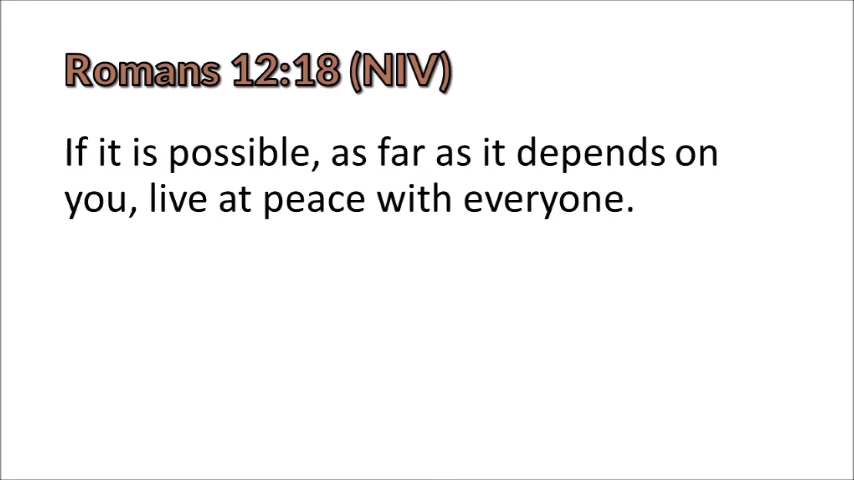 Romans 12:18 (NIV)
If it is possible, as far as it depends on
you, live at peace with everyone.